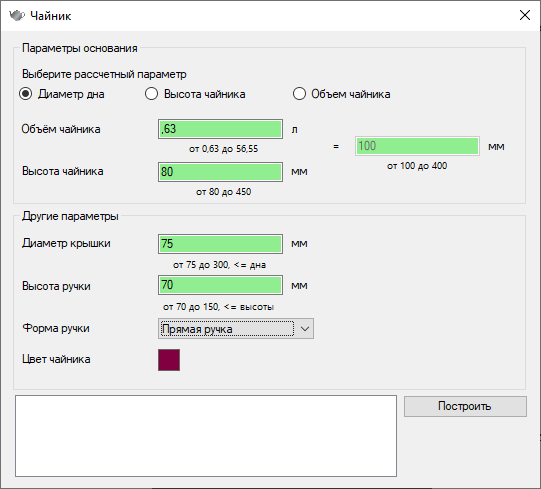 Чайник
Параметры основания
Выберите рассчетный параметр
Диаметр дна Высота чайника Объем чайника
Объём чайника ,63 л
от 0,63 до 56,55
= 100 мм
от 100 до 400
Высота чайника 80 мм
от 80 до 450
Другие параметры
Диаметр крышки 75 мм
от 75 до 300, <= дна
Высота ручки 70 мм
от 70 до 150, <= высоты
Форма ручки Прямая ручка
Цвет чайника
Построить